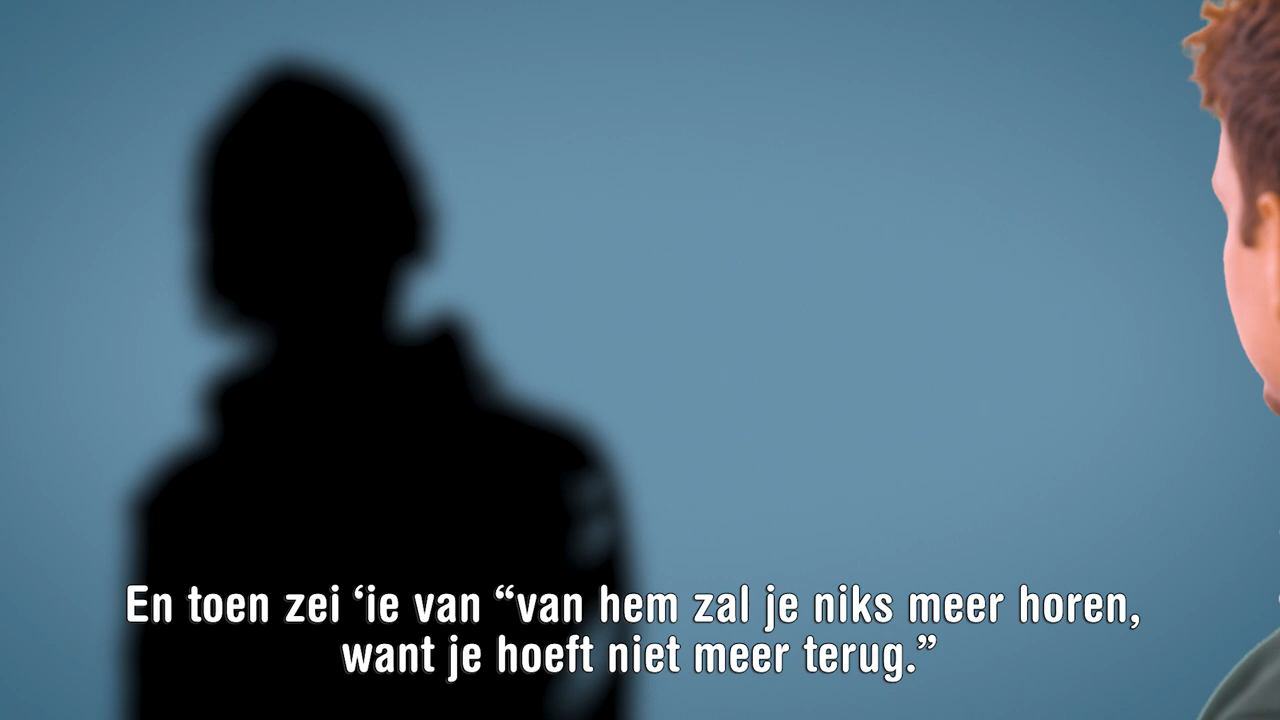 En toen zei ‘ie van “van hem zal je niks meer horen,
want je hoeft niet meer terug.”